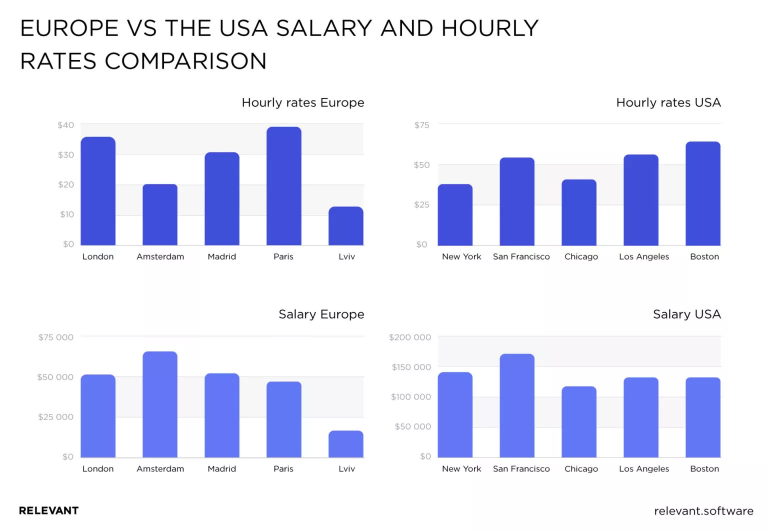 EUROPE VS THE USA SALARY AND HOURLY
RATES COMPARISON
Hourly rates Europe
$40
$30
$20
$10
$0
London Amsterdam Madrid Paris Lviv
Hourly rates USA
$75
$50
$25
$0
New York San Francisco Chicago Los Angeles Boston
Salary Europe
$75 000
$50 000
$25 000
$0
London Amsterdam Madrid Paris Lviv
Salary USA
$200 000
$150 000
$100 000
$50 000
$0
New York San Francisco Chicago Los Angeles Boston
RELEVANT
relevant.software